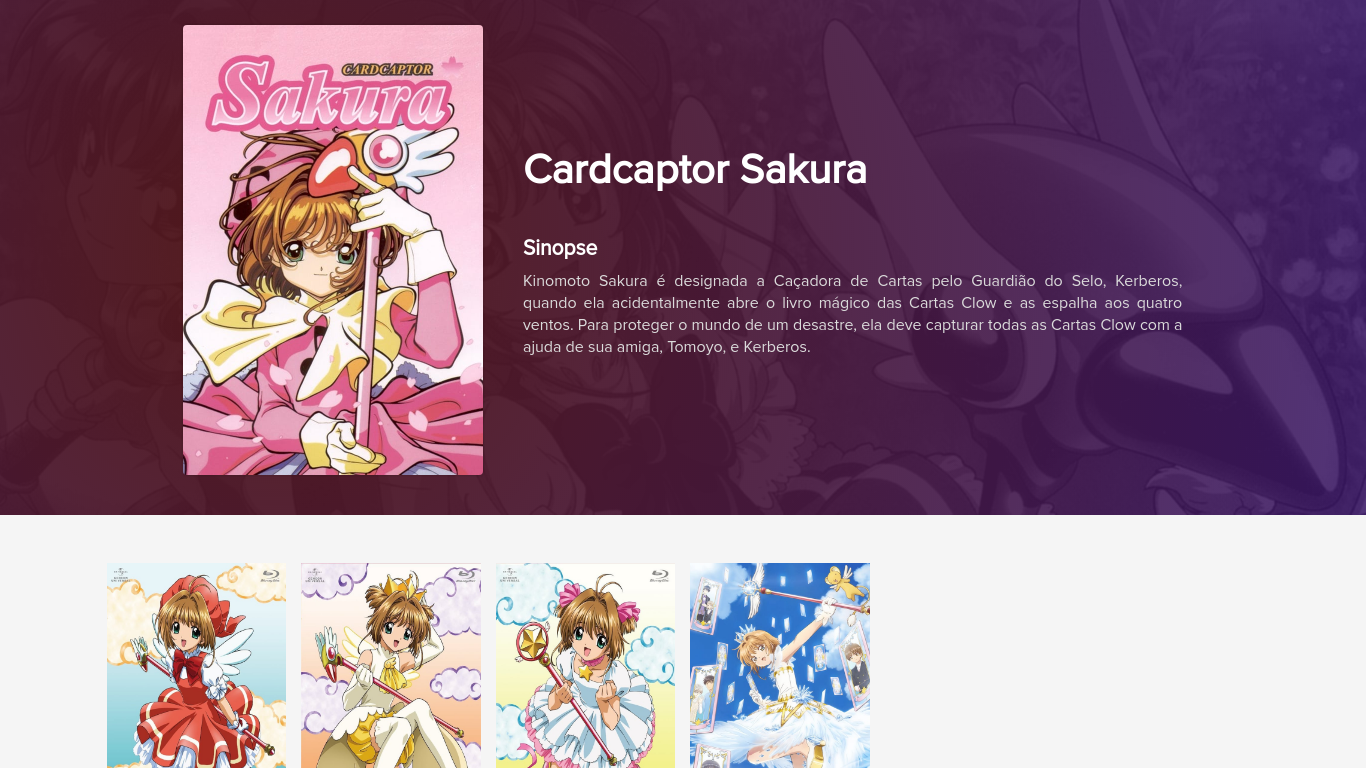 CARDCAPTOR
Sakura
Cardcaptor Sakura
Sinopse
Kinomoto Sakura é designada a Caçadora de Cartas pelo Guardião do Selo, Kerberos,
quando ela acidentalmente abre o livro mágico das Cartas Clow e as espalha aos quatro
ventos. Para proteger o mundo de um desastre, ela deve capturar todas as Cartas Clow com a
ajuda de sua amiga, Tomoyo, e Kerberos.